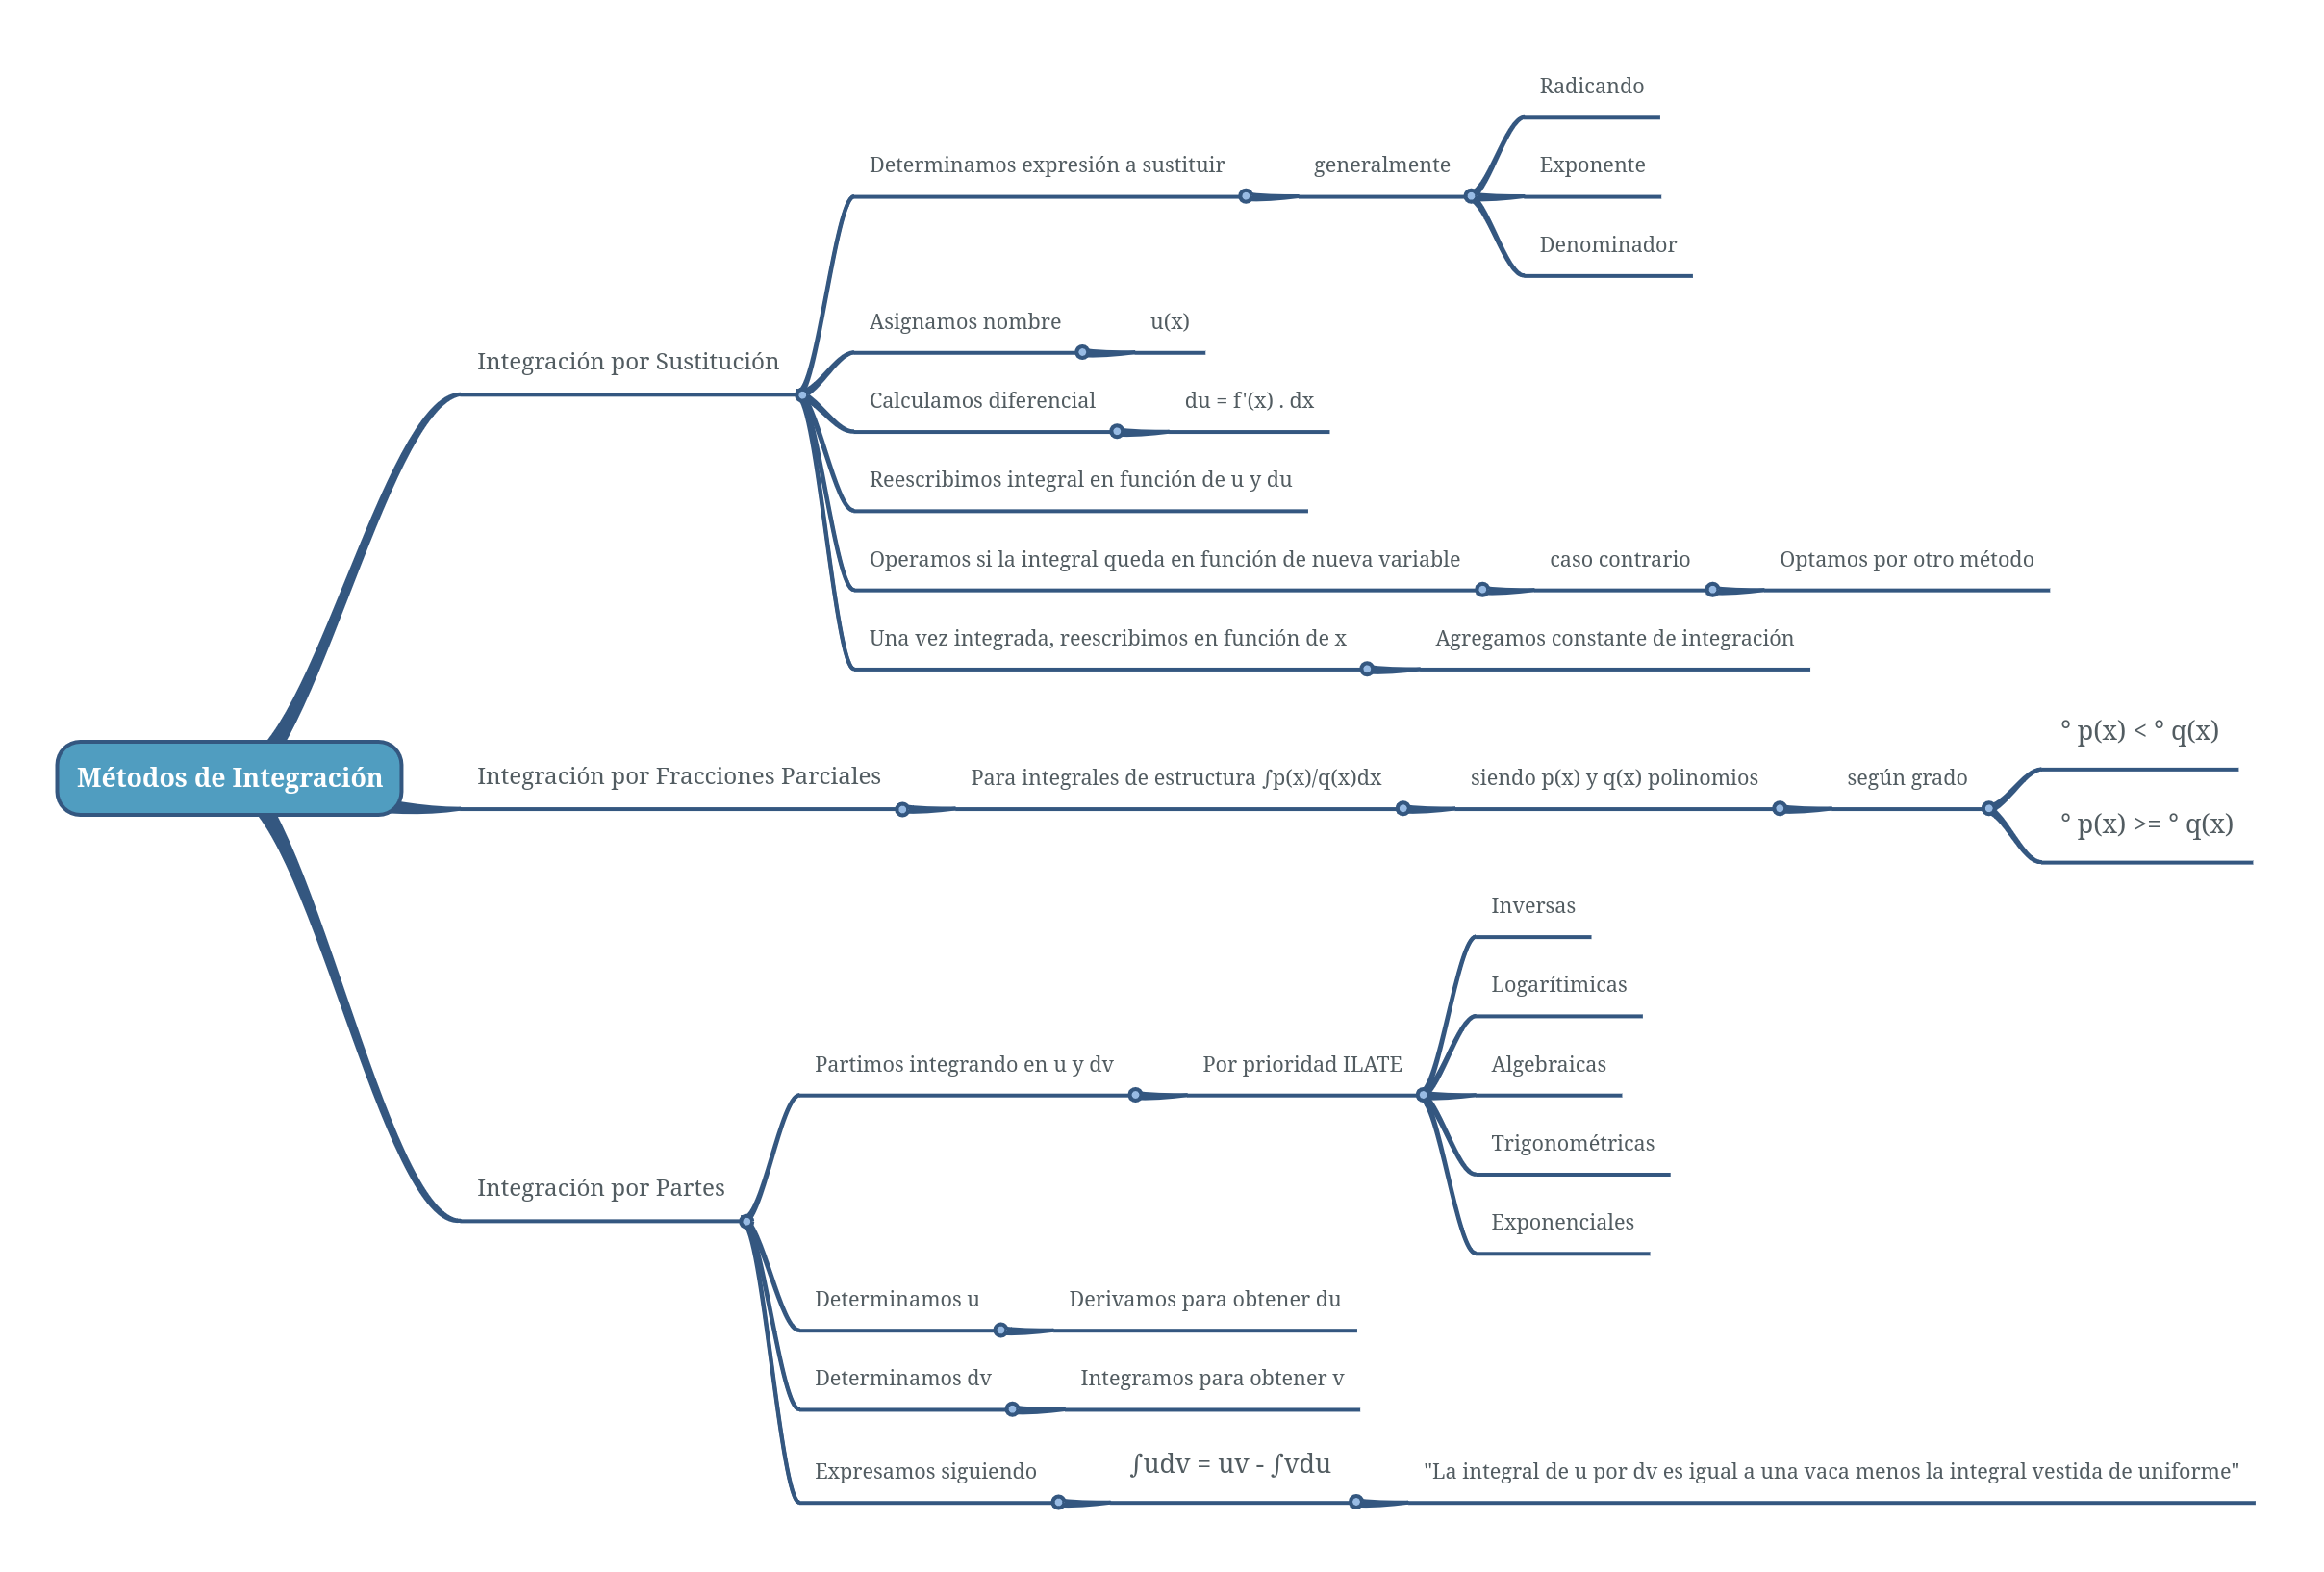 Métodos de Integración
Integración por Sustitución
Determinamos expresión a sustituir
generalmente
Radicando
Exponente
Denominador
Asignamos nombre
u(x)
Calculamos diferencial
du = f'(x) . dx
Reescribimos integral en función de u y du
Operamos si la integral queda en función de nueva variable
caso contrario
Optamos por otro método
Una vez integrada, reescribimos en función de x
Agregamos constante de integración
Integración por Fracciones Parciales
Para integrales de estructura ∫p(x)/q(x)dx
siendo p(x) y q(x) polinomios
según grado
° p(x) < ° q(x)
° p(x) >= ° q(x)
Integración por Partes
Partimos integrando en u y dv
Por prioridad ILATE
Inversas
Logarítimicas
Algebraicas
Trigonométricas
Exponenciales
Determinamos u
Derivamos para obtener du
Determinamos dv
Integramos para obtener v
Expresamos siguiendo
∫udv = uv - ∫vdu
"La integral de u por dv es igual a una vaca menos la integral vestida de uniforme"